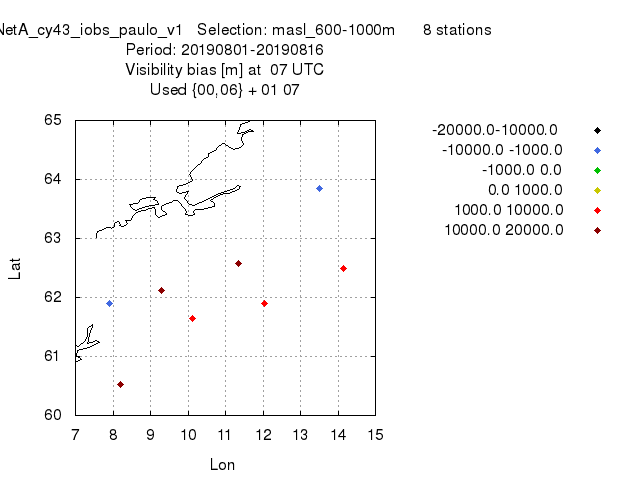 NetA_cy43_iobs_paulo_v1 Selection: masl_600-1000m 8 stations
Period: 20190801-20190816
Visibility bias [m] at 07 UTC
Used {00,06} + 01 07
-20000.0-10000.0
-10000.0 -1000.0
-1000.0 0.0
0.0 1000.0
1000.0 10000.0
10000.0 20000.0
65
64
63
62
61
60
Lat
7 8 9 10 11 12 13 14 15
Lon